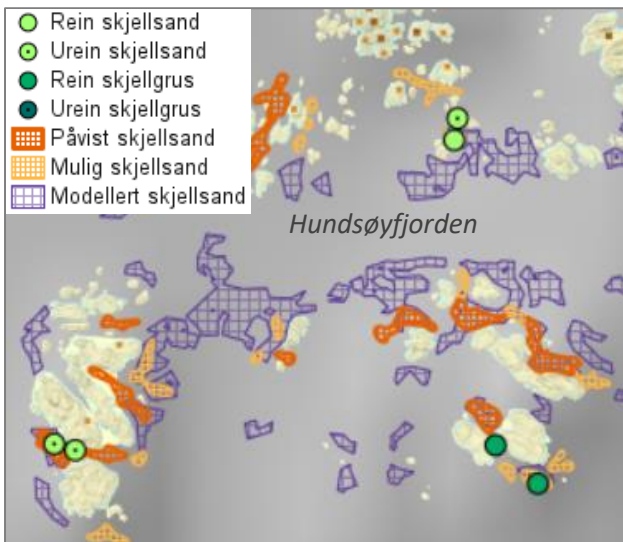 Rein skjellsand
Urein skjellsand
Rein skjellgrus
Urein skjellgrus
Påvist skjellsand
Mulig skjellsand
Modellert skjellsand
Hundsøyfjorden